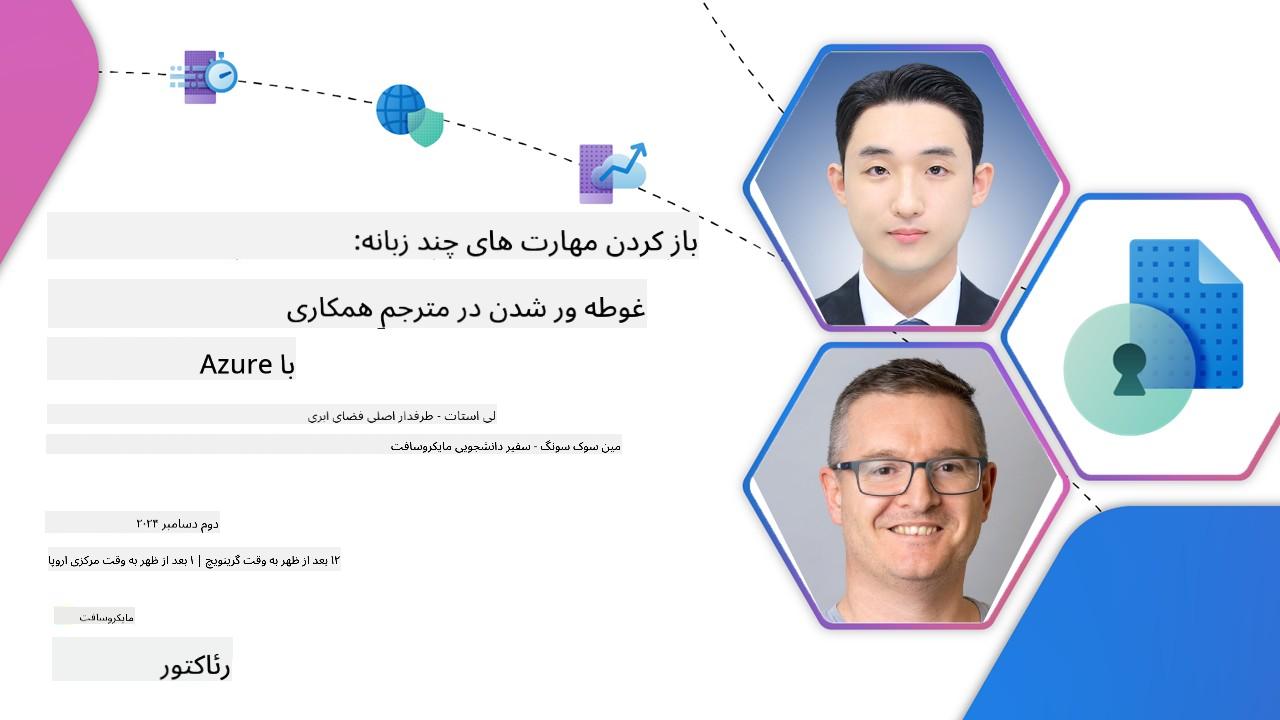 باز کردن مهارت های چند زبانه:
غوطه ور شدن در مترجم همکاری
با Azure
لی استات - طرفدار اصلی فضای ابری
مین سوک سونگ - سفیر دانشجویی مایکروسافت
دوم دسامبر ۲۰۲۴
۱۲ بعد از ظهر به وقت گرینویچ | ۱ بعد از ظهر به وقت مرکزی اروپا
مایکروسافت
رئاکتور